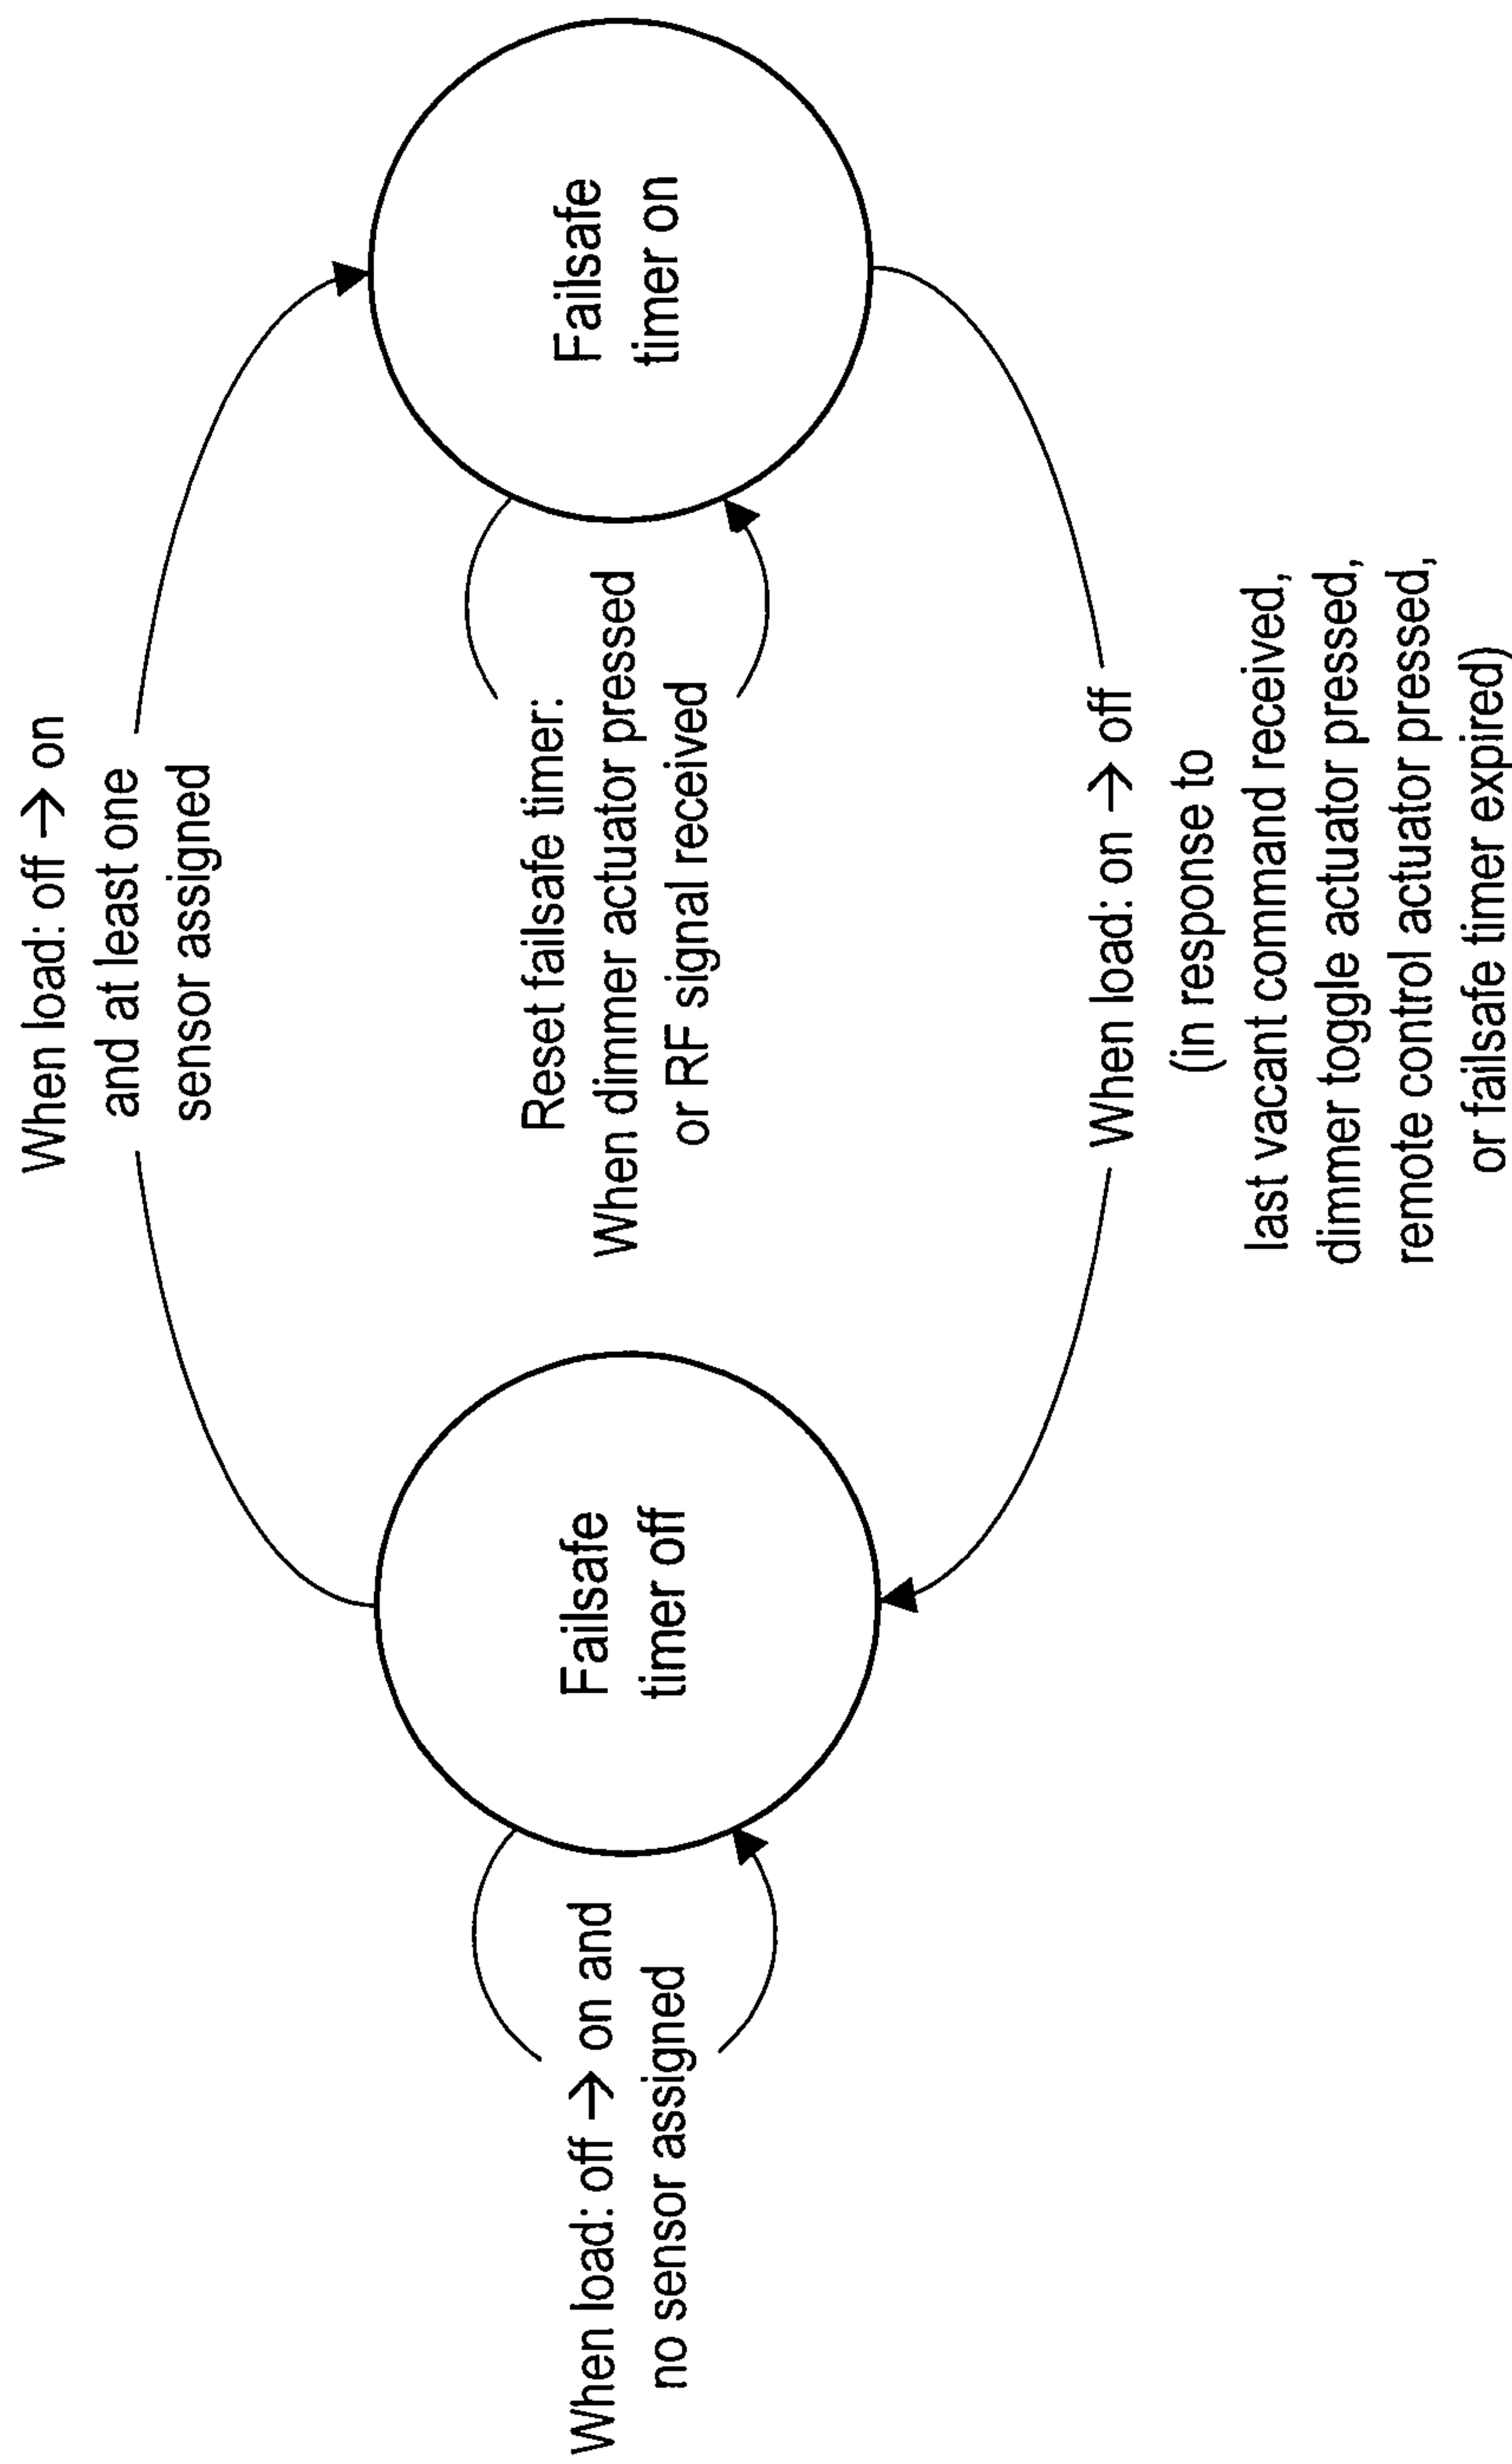 When load: off → on
and at least one
sensor assigned
When load: off → on and
no sensor assigned
Failsafe
timer off
Reset failsafe timer:
When dimmer actuator pressed
or RF signal received
Failsafe
timer on
When load: on → off
(in response to
last vacant command received,
dimmer toggle actuator pressed,
remote control actuator pressed,
or failsafe timer expired)